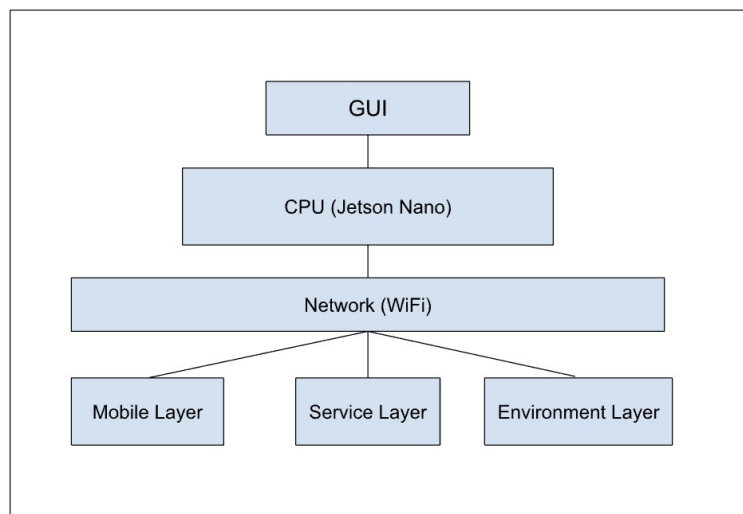 GUI
CPU (Jetson Nano)
Network (WiFi)
Mobile Layer
Service Layer
Environment Layer